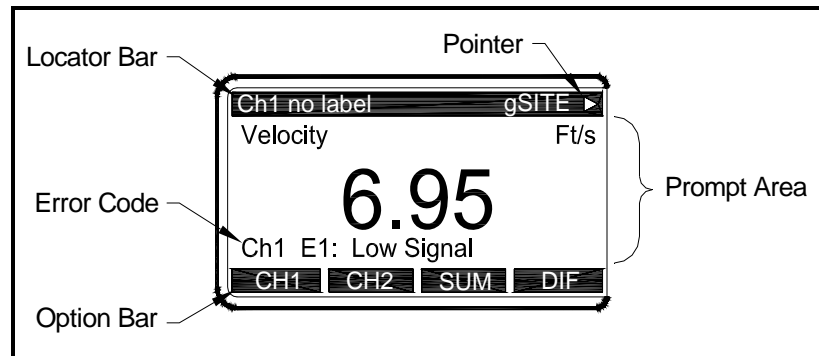 Locator Bar
Pointer
Ch1 no label gSITE
Velocity Ft/s
6.95
Prompt Area
Error Code
Ch1 E1: Low Signal
CH1 CH2 SUM DIF
Option Bar